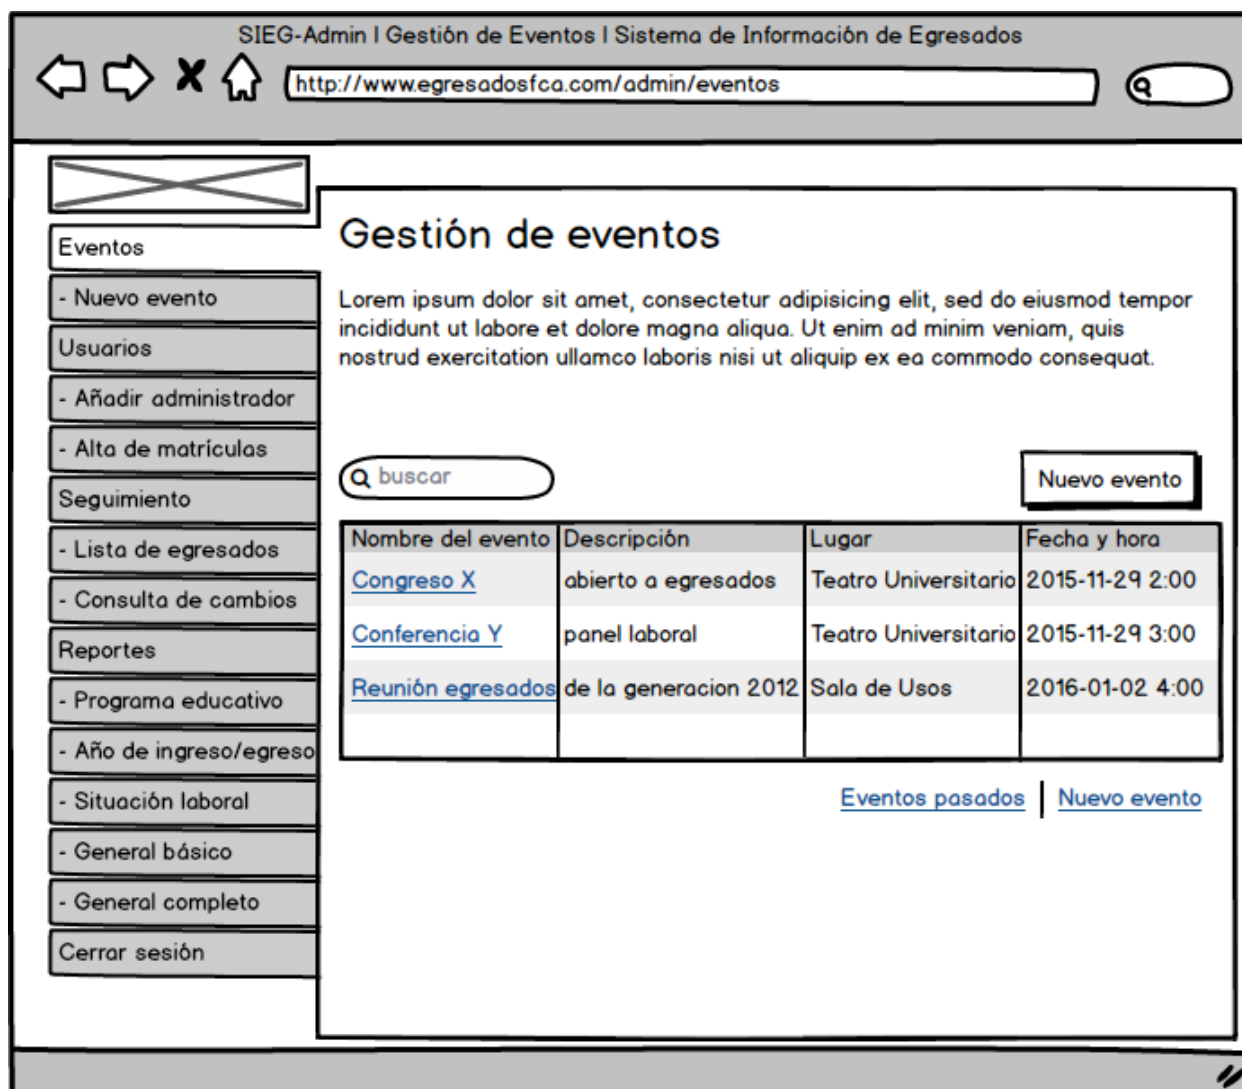 SIEG-Admin | Gestión de Eventos | Sistema de Información de Egresados
http://www.egresadosfca.com/admin/eventos
Eventos
- Nuevo evento
Usuarios
- Añadir administrador
- Alta de matrículas
Seguimiento
- Lista de egresados
- Consulta de cambios
Reportes
- Programa educativo
- Año de ingreso/egreso
- Situación laboral
- General básico
- General completo
Cerrar sesión
Gestión de eventos
Lorem ipsum dolor sit amet, consectetur adipisicing elit, sed do eiusmod tempor
incididunt ut labore et dolore magna aliqua. Ut enim ad minim veniam, quis
nostrud exercitation ullamco laboris nisi ut aliquip ex ea commodo consequat.
buscar
Nuevo evento
Nombre del evento Descripción Lugar Fecha y hora
Congreso X abierto a egresados Teatro Universitario 2015-11-29 2:00
Conferencia Y panel laboral Teatro Universitario 2015-11-29 3:00
Reunión egresados de la generacion 2012 Sala de Usos 2016-01-02 4:00
Eventos pasados | Nuevo evento